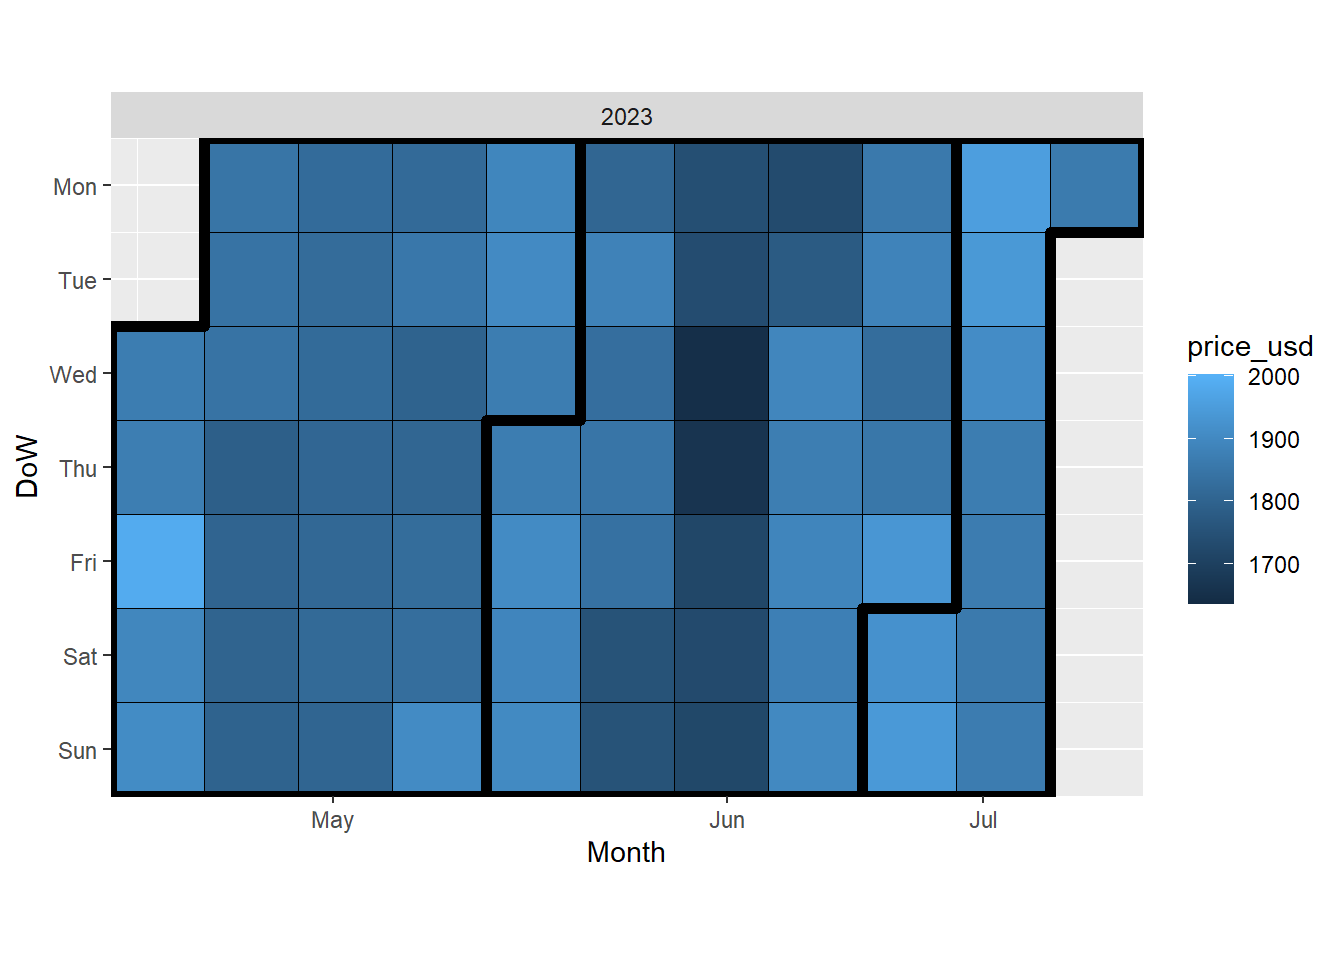 2023
Mon
Tue
Wed
Thu
Fri
Sat
Sun
DoW
May
Jun
Jul
Month
price_usd
2000
1900
1800
1700